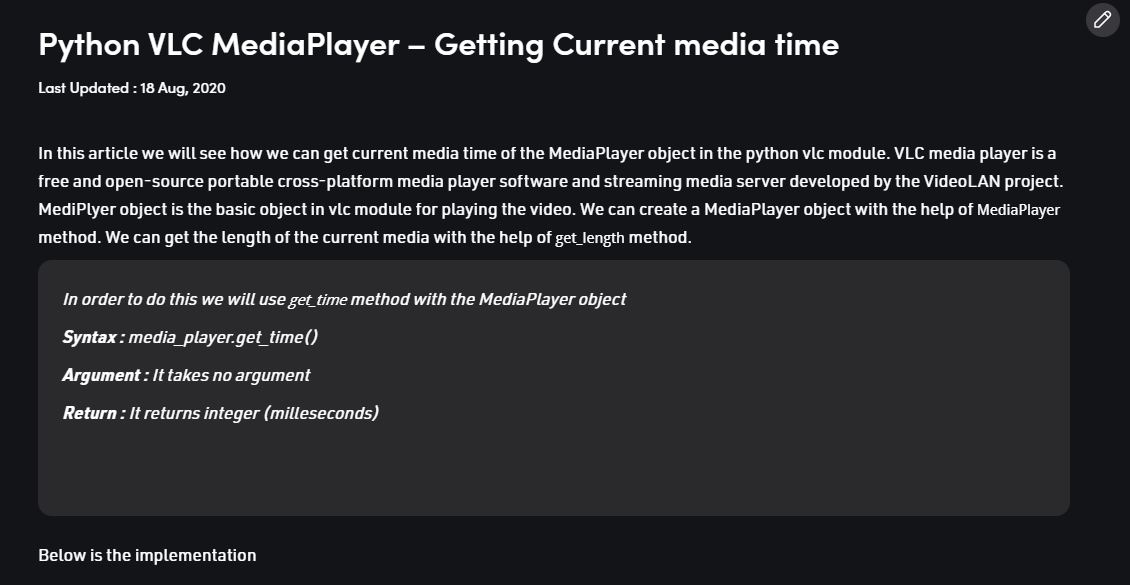 Python VLC MediaPlayer – Getting Current media time
Last Updated : 18 Aug, 2020
In this article we will see how we can get current media time of the MediaPlayer object in the python vlc module. VLC media player is a
free and open-source portable cross-platform media player software and streaming media server developed by the VideoLAN project.
MediPlyer object is the basic object in vlc module for playing the video. We can create a MediaPlayer object with the help of MediaPlayer
method. We can get the length of the current media with the help of get_length method.
In order to do this we will use get_time method with the MediaPlayer object
Syntax : media_player.get_time()
Argument : It takes no argument
Return : It returns integer (milleseconds)
Below is the implementation